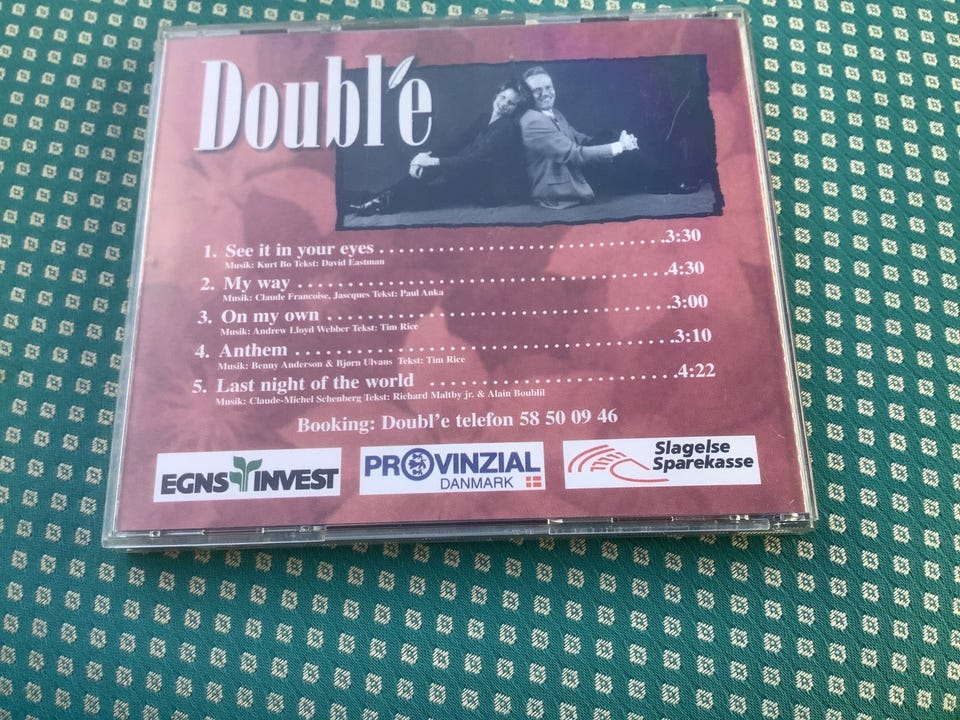 Doubl'e
1. See it in your eyes..............................3:30
Musik: Kurt Bo Tekst: David Eastman
2. My way ..............................4:30
Musik: Claude Francoise, Jascques Tekst: Paul Anka
3. On my own ..............................3:00
Musik: Andrew Lloyd Webber Tekst: Tim Rice
4. Anthem ..............................3:10
Musik: Benny Anderson & Bjørn Ulvaus Tekst: Tim Rice
5. Last night of the world ......................4:22
Musik: Claude-Michel Schenberg Tekst: Richard Maltby jr. & Alain Boublil
Booking: Doubl'e telefon 58 50 09 46
EGNS INVEST
PROVINZIAL
DANMARK
Slagelse
Sparekasse